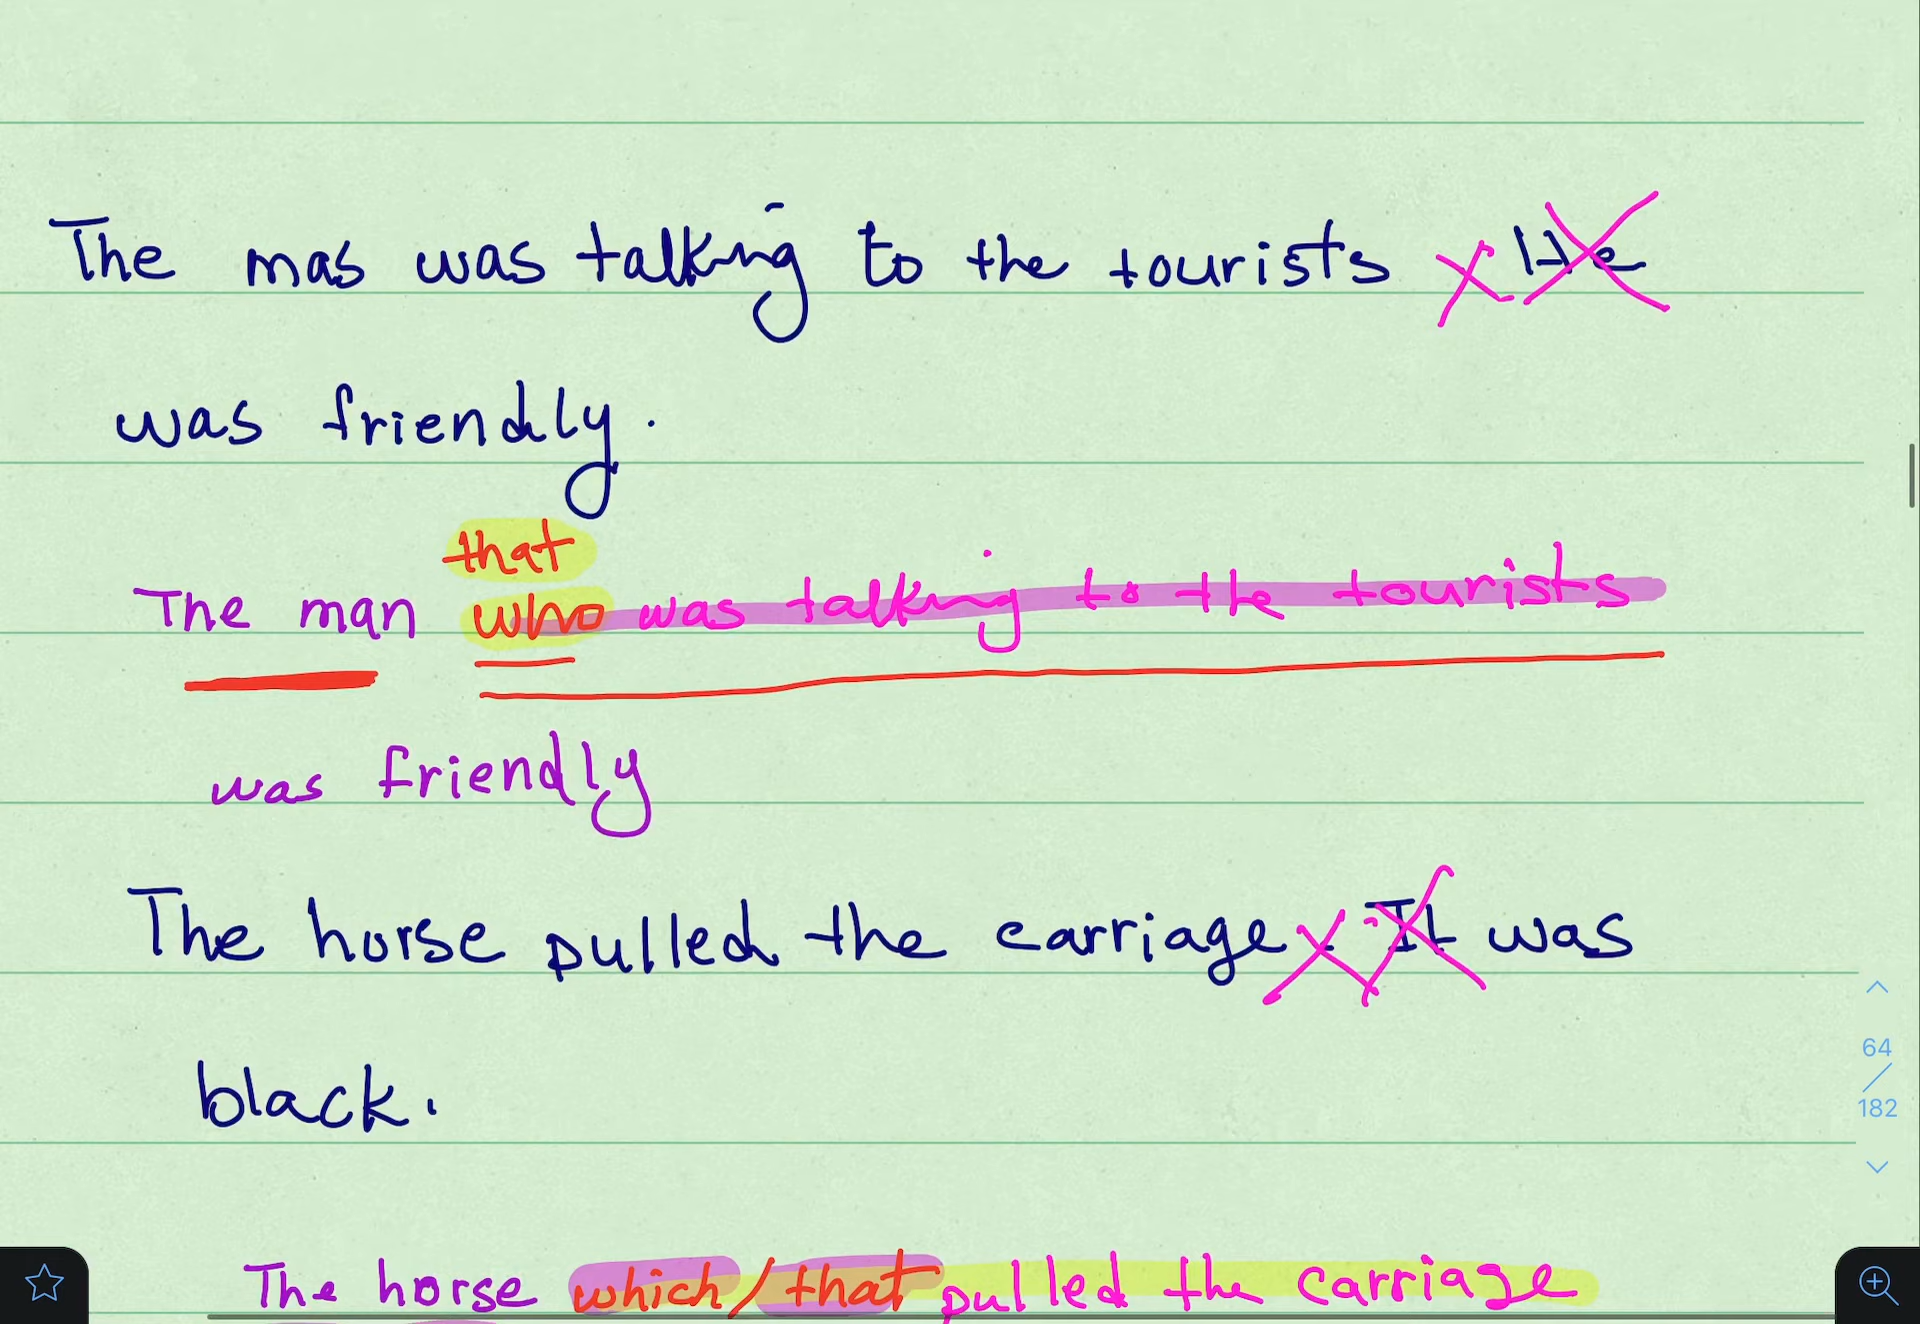 The mas was talking to the tourists. He
was friendly.
that
The man who was talking to the tourists
was friendly
The horse pulled the carriage. It was
black.
64
/
182
The horse which/that pulled the carriage